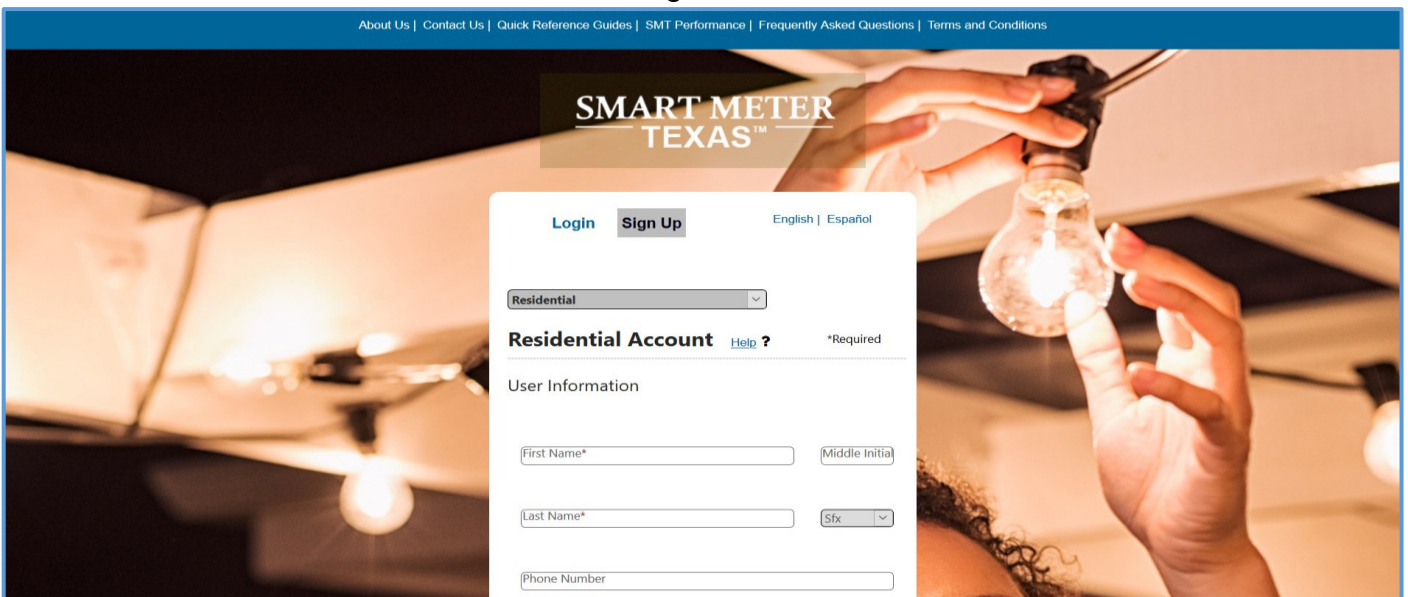 About Us | Contact Us | Quick Reference Guides | SMT Performance | Frequently Asked Questions | Terms and Conditions
SMART METER
TEXAS™
Login Sign Up English | Español
Residential
Residential Account Help ? *Required
User Information
First Name* Middle Initial
Last Name* Sfx
Phone Number